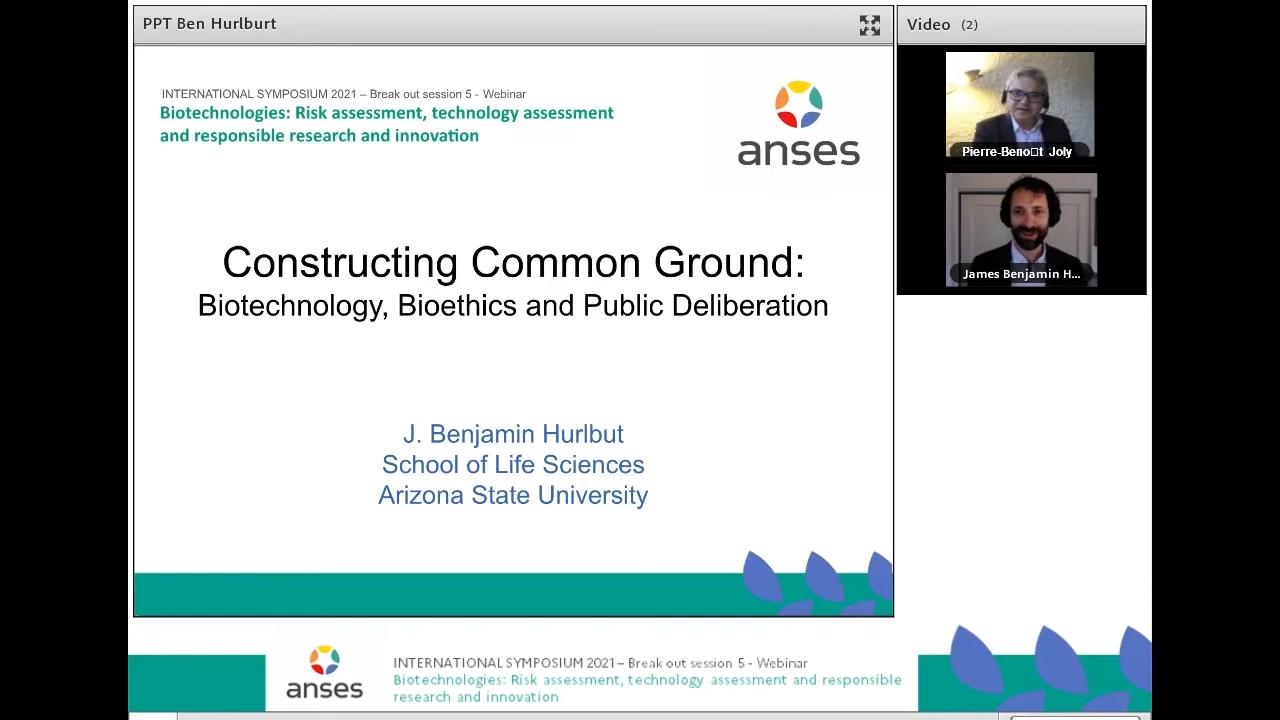 PPT Ben Hurlburt
Video (2)
INTERNATIONAL SYMPOSIUM 2021 – Break out session 5 - Webinar
Biotechnologies: Risk assessment, technology assessment
and responsible research and innovation
anses
Pierre-Beno□t Joly
James Benjamin H...
Constructing Common Ground:
Biotechnology, Bioethics and Public Deliberation
J. Benjamin Hurlbut
School of Life Sciences
Arizona State University
anses
INTERNATIONAL SYMPOSIUM 2021 – Break out session 5 - Webinar
Biotechnologies: Risk assessment, technology assessment and responsible
research and innovation